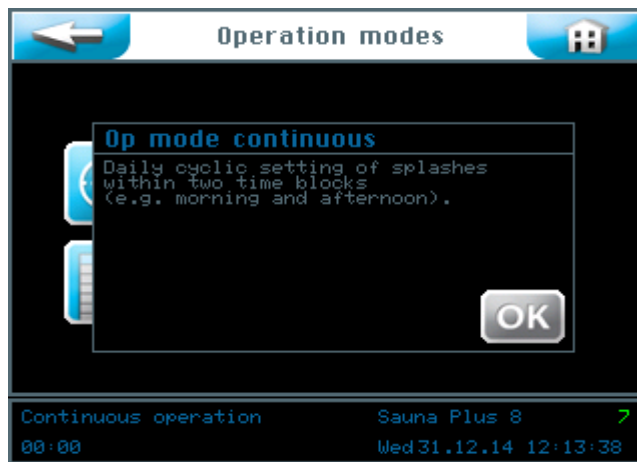 Operation modes
Op mode continuous
Daily cyclic setting of splashes
within two time blocks
(e.g. morning and afternoon).
OK
Continuous operation
Sauna Plus 8
7
00:00
Wed 31.12.14 12:13:38